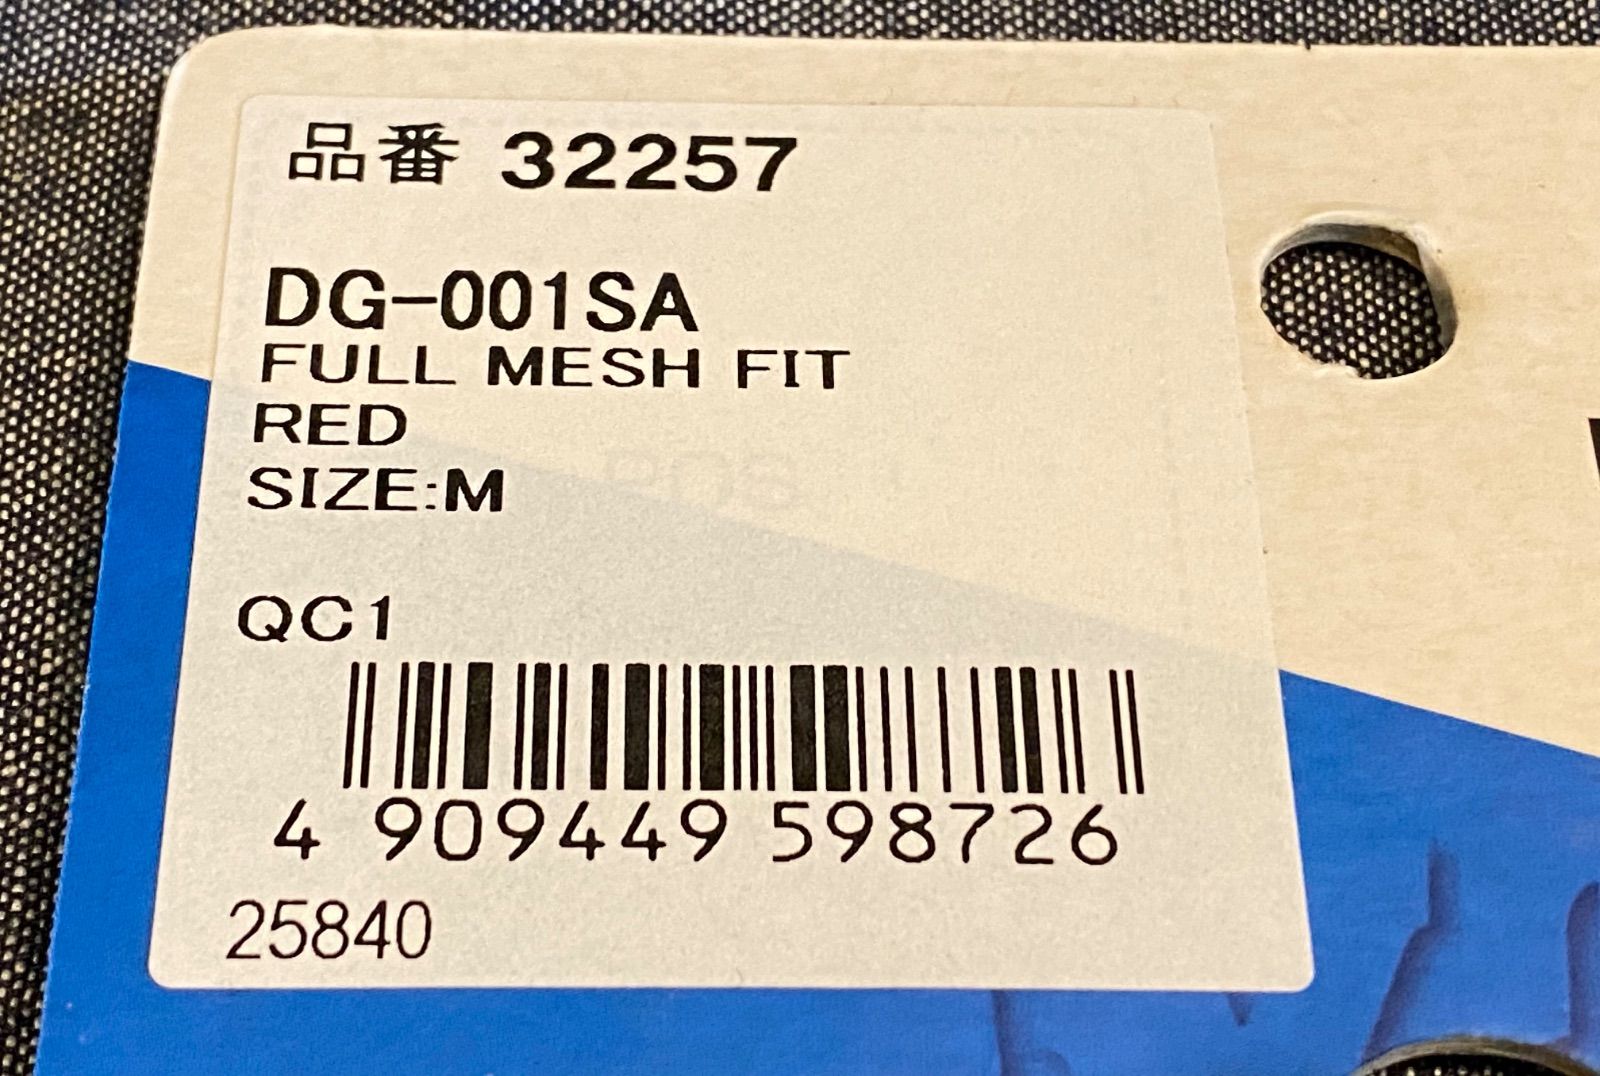 品番 32257
DG-001SA
FULL MESH FIT
RED
SIZE:M
QC1
4 909449 598726
25840